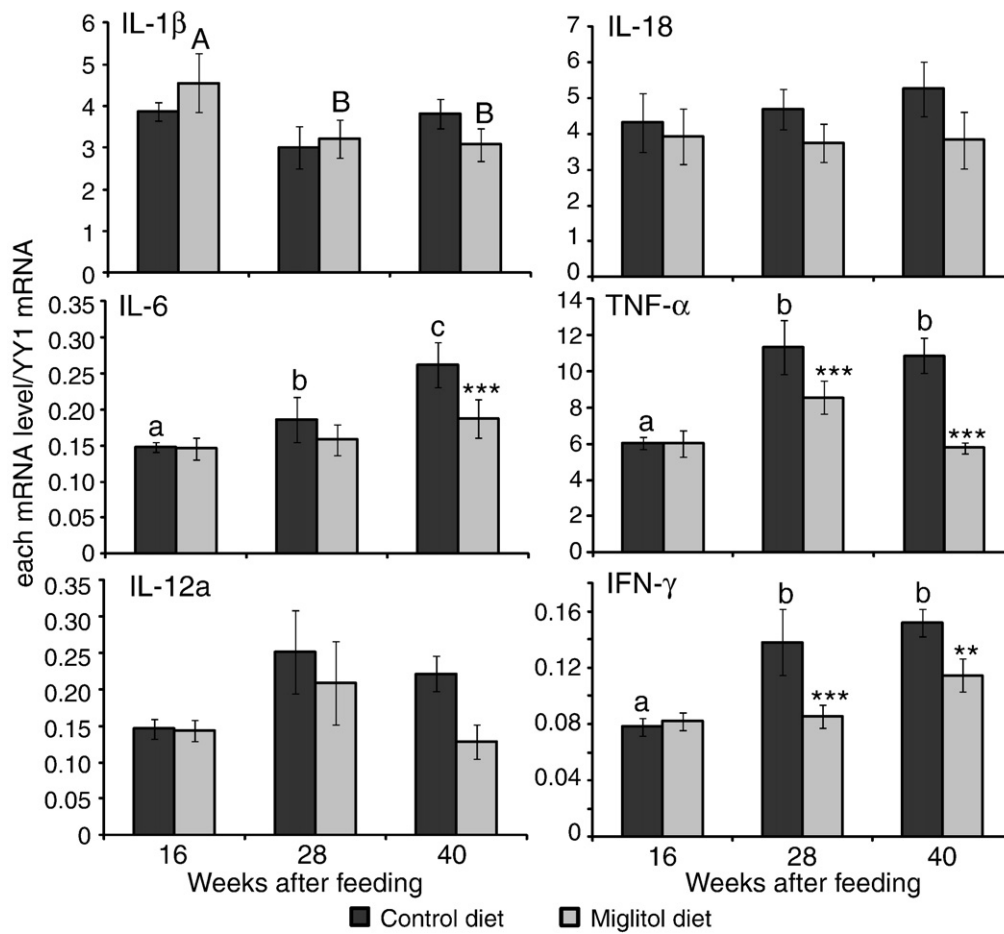 each mRNA level/YY1 mRNA
IL-1β
6
5
4
3
2
1
0
A
B
B
IL-18
7
6
5
4
3
2
1
0
IL-6
0.35
0.30
0.25
0.20
0.15
0.10
0.05
0
a
b
c
***
TNF-α
14
12
10
8
6
4
2
0
a
b
***
b
***
IL-12a
0.35
0.30
0.25
0.20
0.15
0.10
0.05
0
16 28 40
Weeks after feeding
IFN-γ
0.16
0.12
0.08
0.04
0
a
b
***
b
**
16 28 40
Weeks after feeding
Control diet Miglitol diet